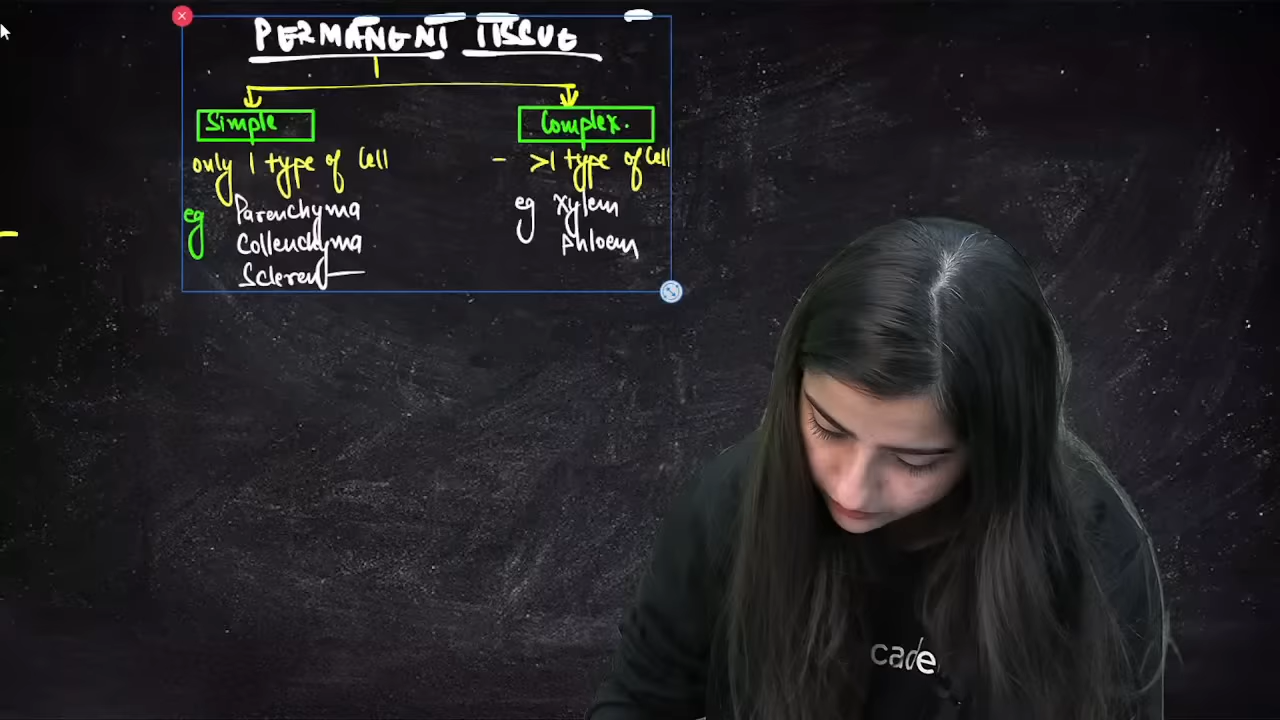 PERMANENT TISSUE
Simple
Complex.
only 1 type of Cell
- >1 type of Cell
eg Parenchyma
Collenchyma
Scleren
eg xylem
phloem
cade